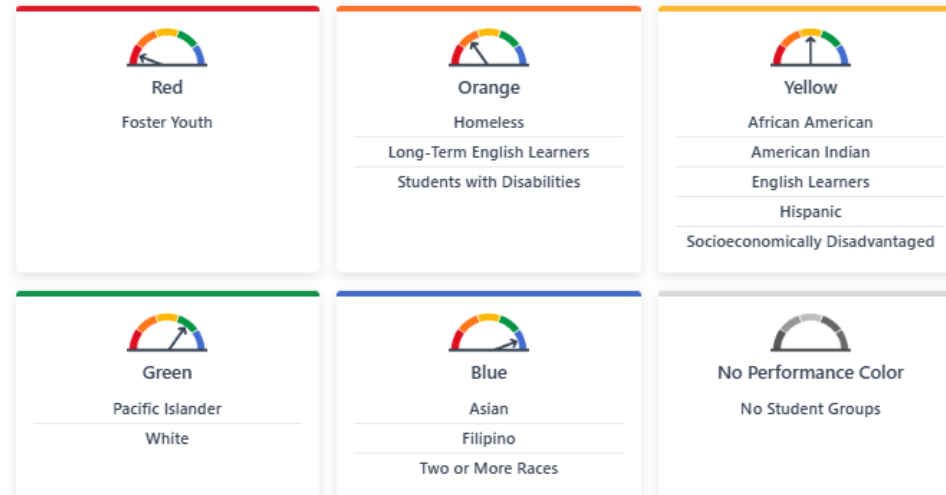 Red
Foster Youth
Orange
Homeless
Long-Term English Learners
Students with Disabilities
Yellow
African American
American Indian
English Learners
Hispanic
Socioeconomically Disadvantaged
Green
Pacific Islander
White
Blue
Asian
Filipino
Two or More Races
No Performance Color
No Student Groups